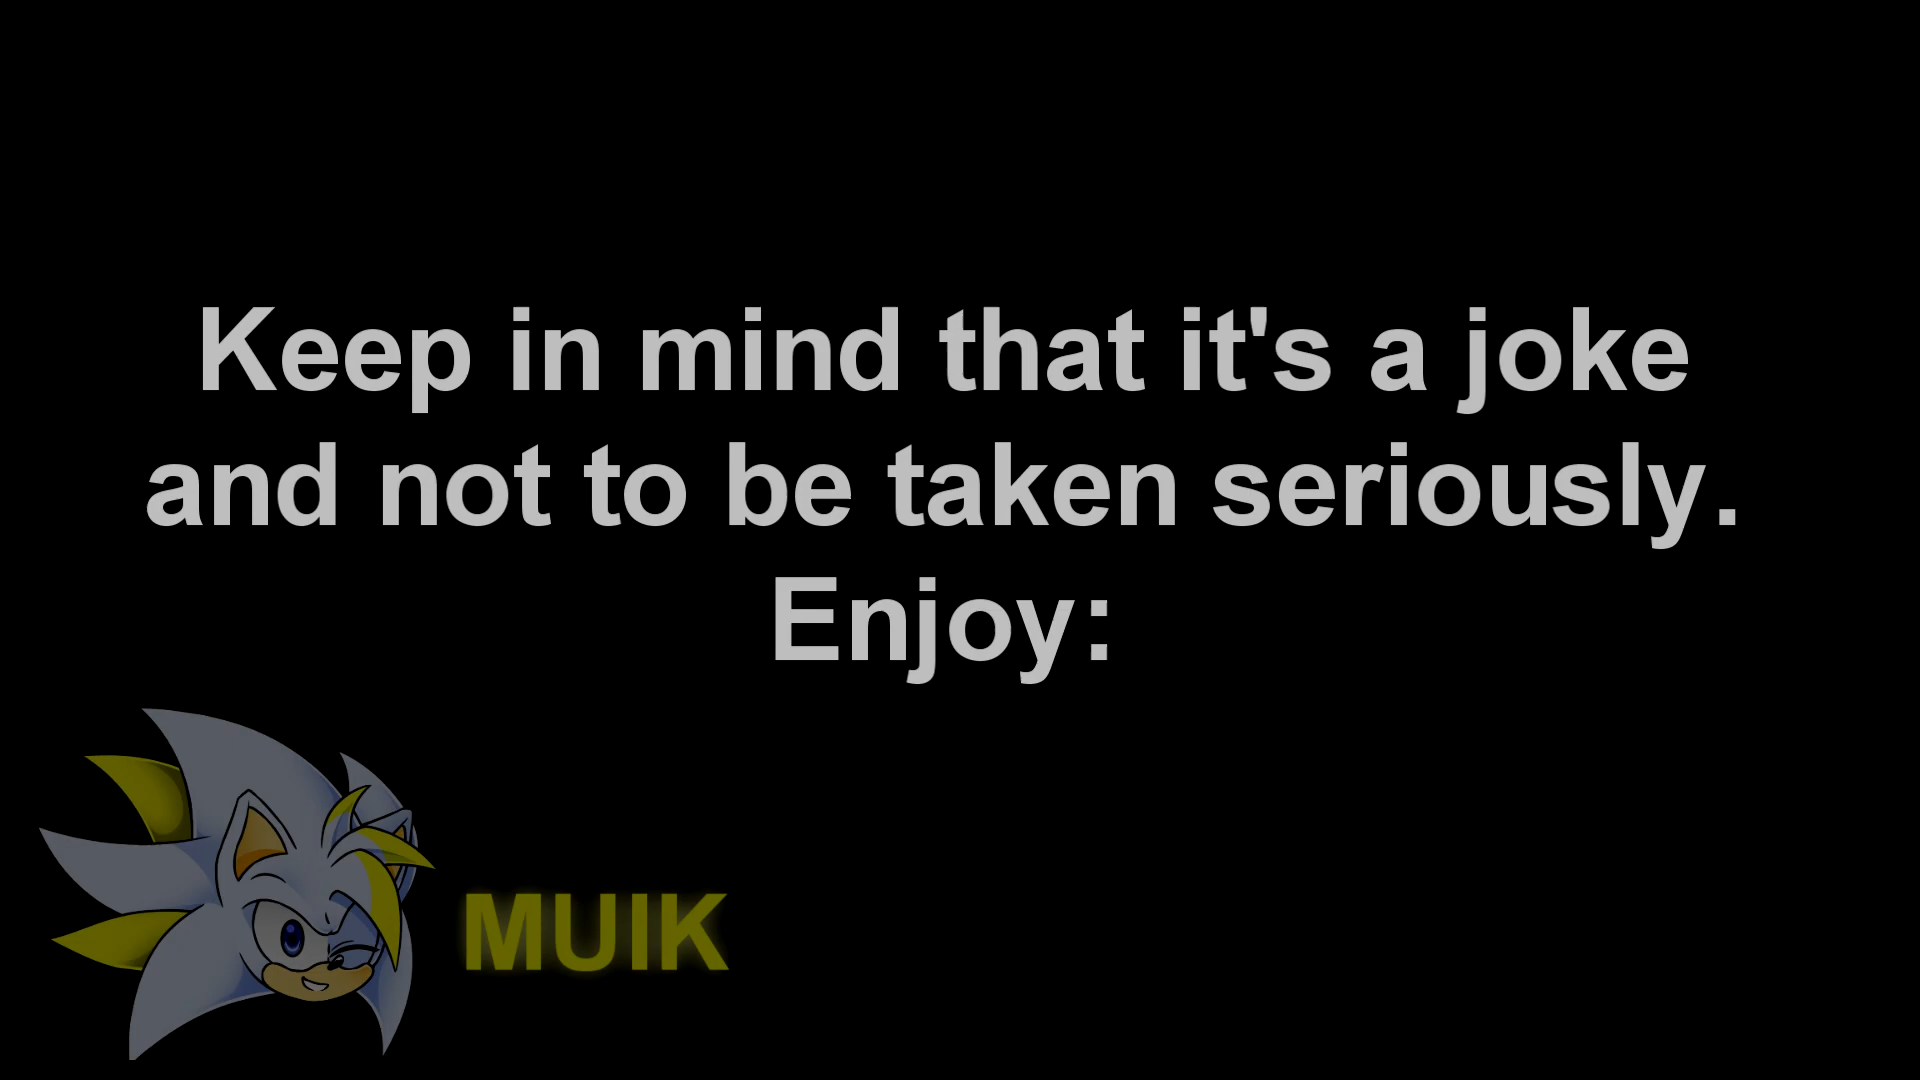 Keep in mind that it's a joke
and not to be taken seriously.
Enjoy:
MUIK